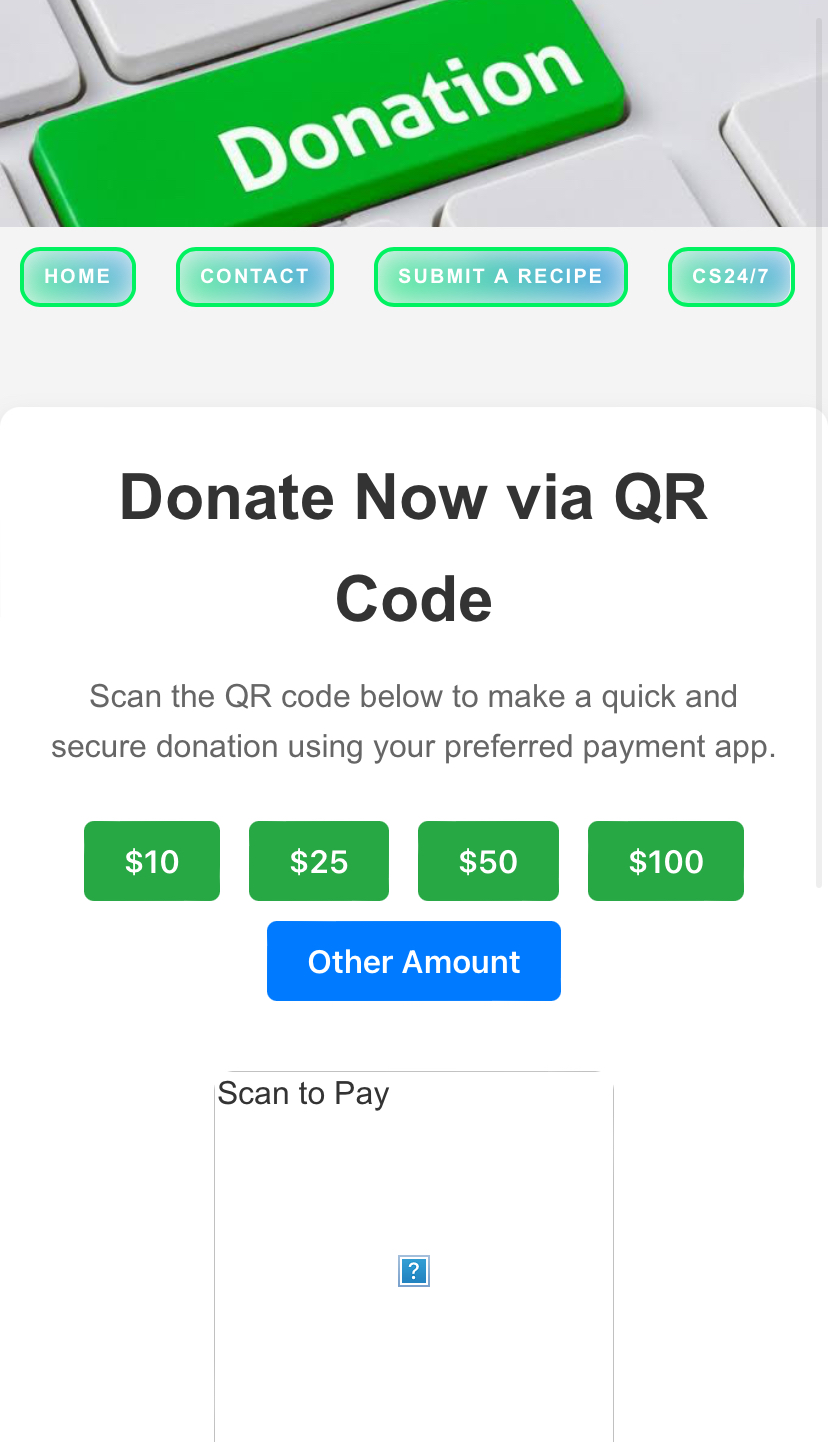 Donation
HOME
CONTACT
SUBMIT A RECIPE
CS24/7
Donate Now via QR
Code
Scan the QR code below to make a quick and
secure donation using your preferred payment app.
$10
$25
$50
$100
Other Amount
Scan to Pay
?